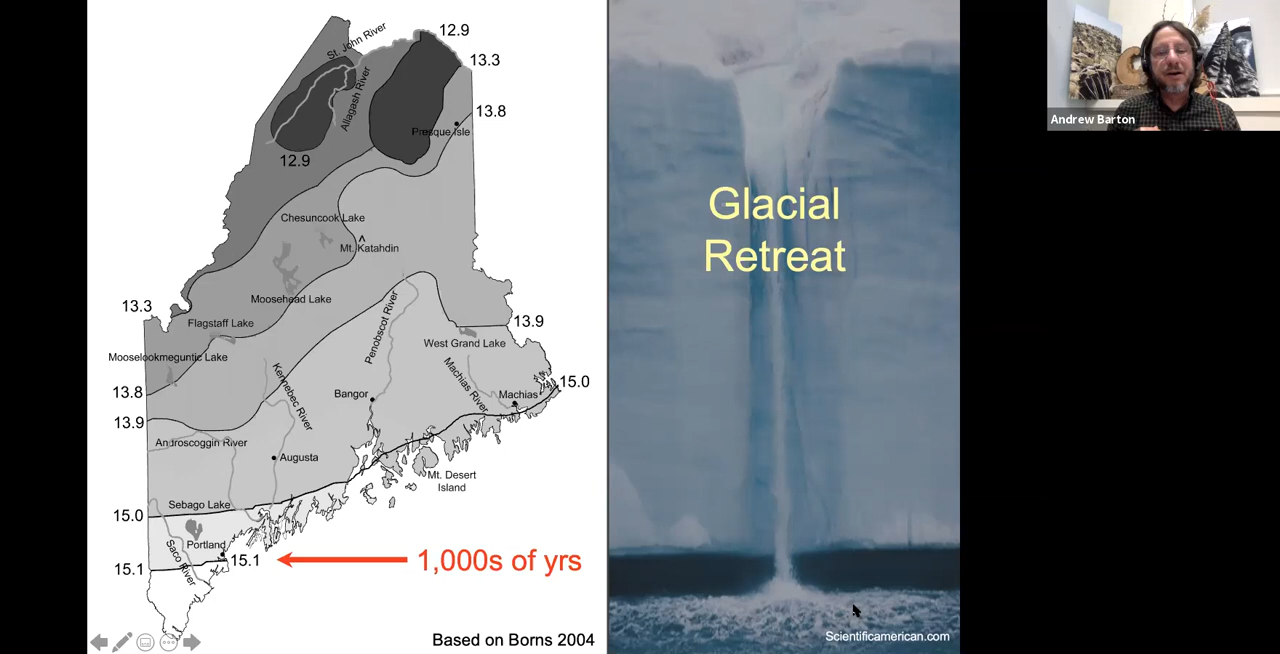 12.9
St. John River
13.3
Allagash River
13.8
Presque Isle
12.9
Chesuncook Lake
Mt. Katahdin
Moosehead Lake
13.3
Flagstaff Lake
13.9
Penobscot River
West Grand Lake
Mooselookmeguntic Lake
Kennebec River
Machias River
15.0
13.8
Bangor
Machias
13.9
Androscoggin River
Augusta
Mt. Desert
Island
Sebago Lake
15.0
Portland
Saco River
15.1
15.1
1,000s of yrs
Based on Borns 2004
Glacial
Retreat
Scientificamerican.com
Andrew Barton